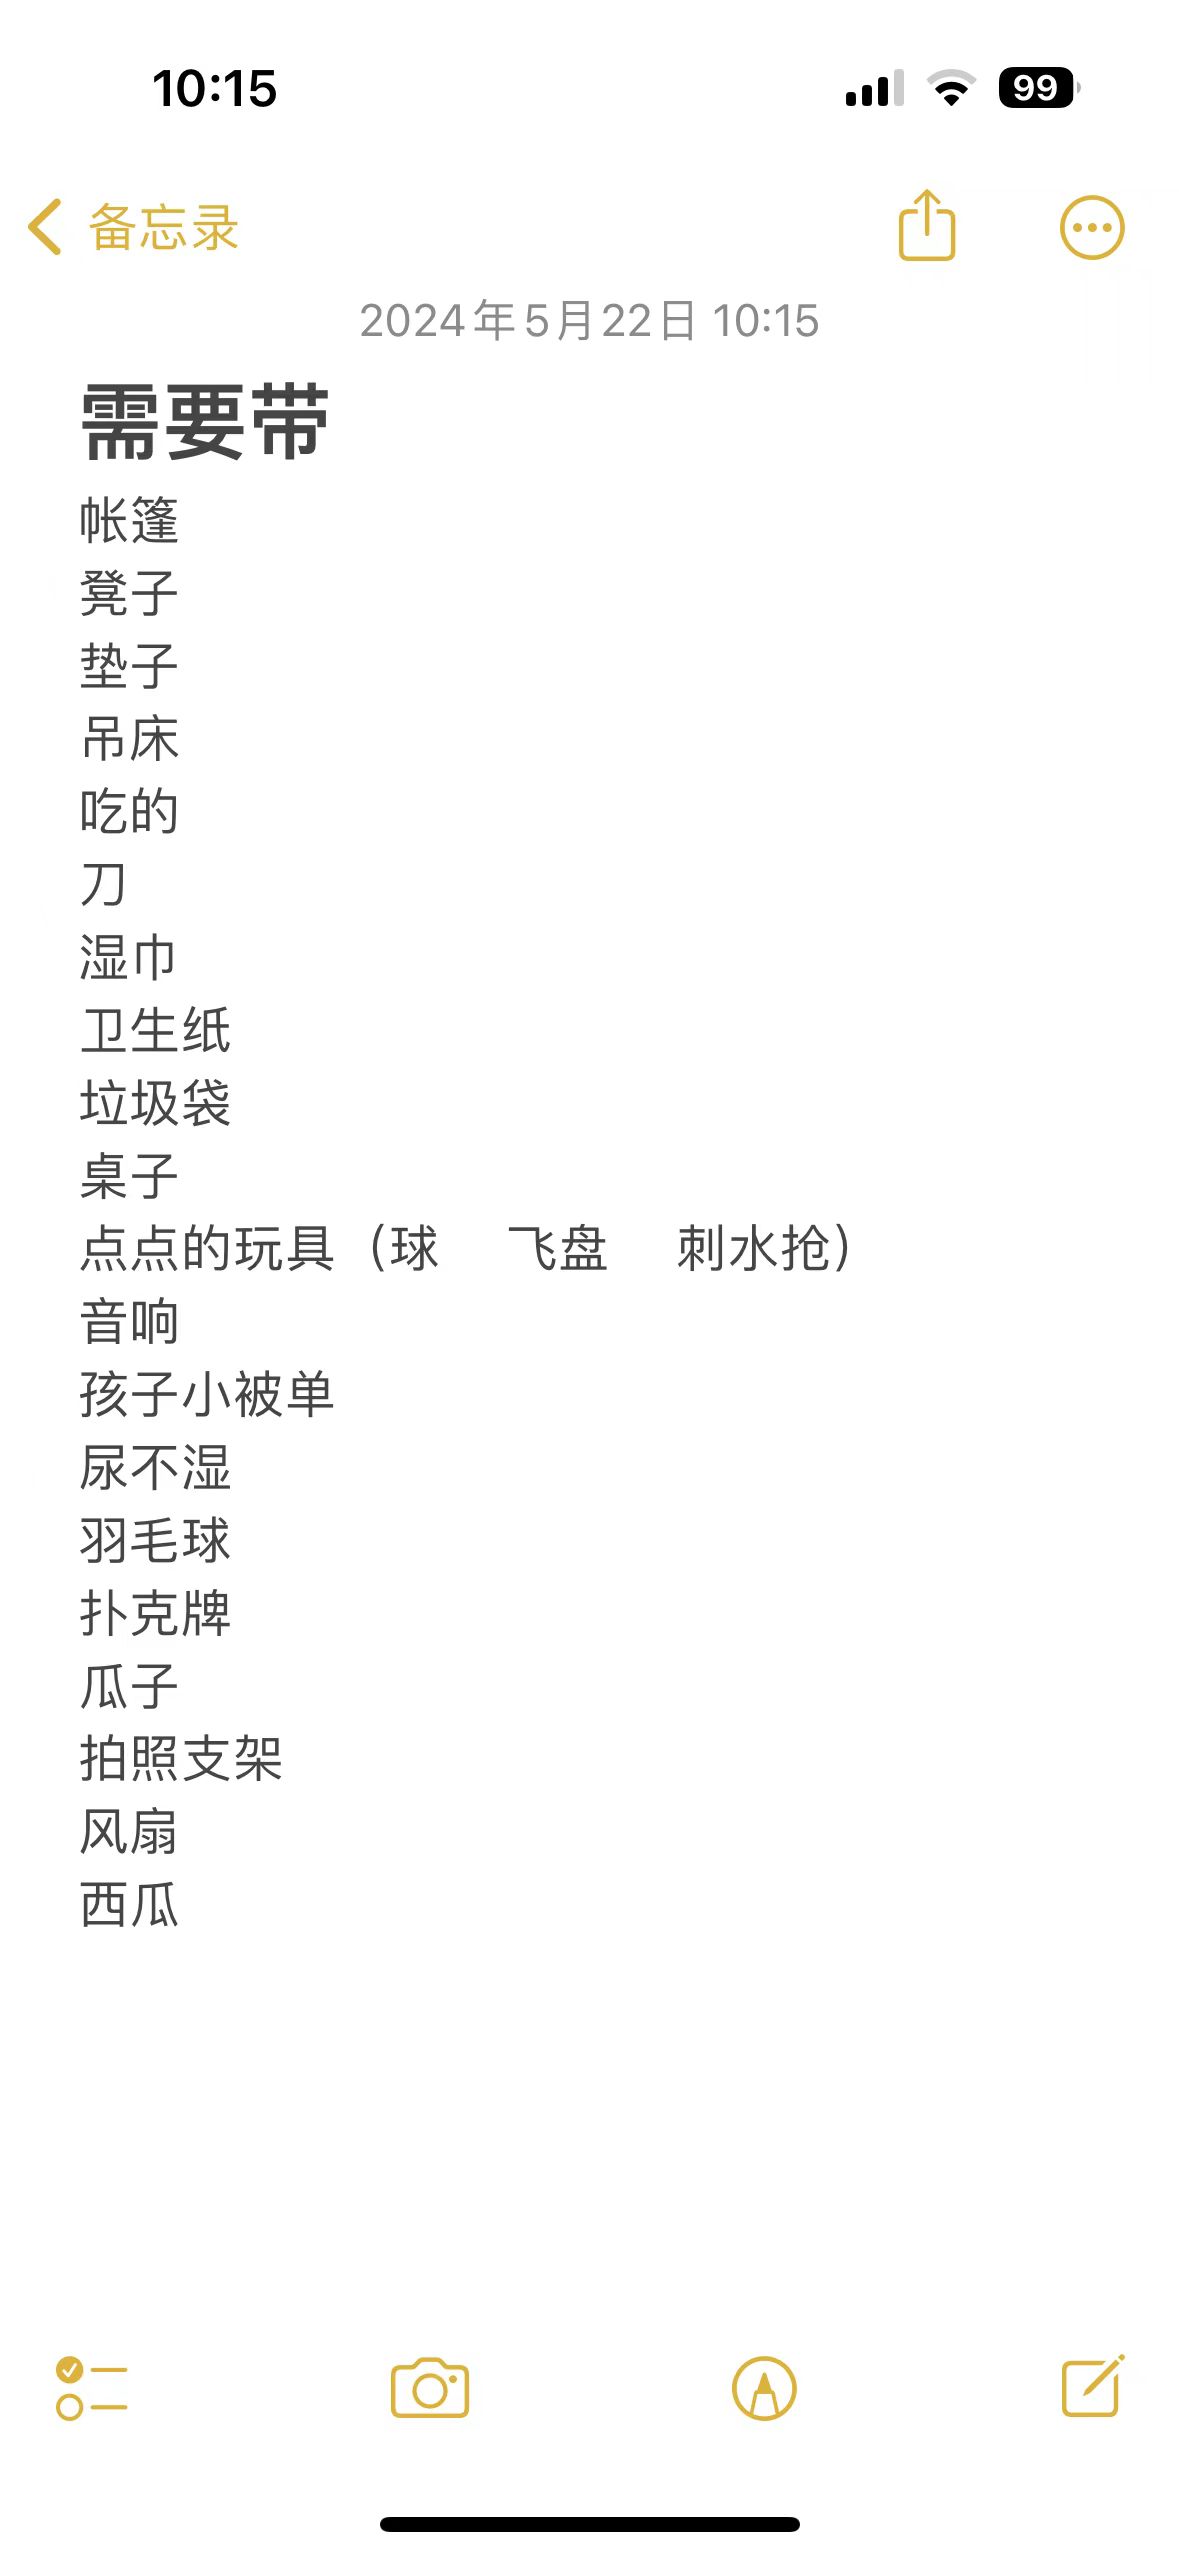 10:15 99
备忘录
2024年5月22日 10:15
需要带
帐篷
凳子
垫子
吊床
吃的
刀
湿巾
卫生纸
垃圾袋
桌子
点点的玩具（球 飞盘 刺水抢）
音响
孩子小被单
尿不湿
羽毛球
扑克牌
瓜子
拍照支架
风扇
西瓜